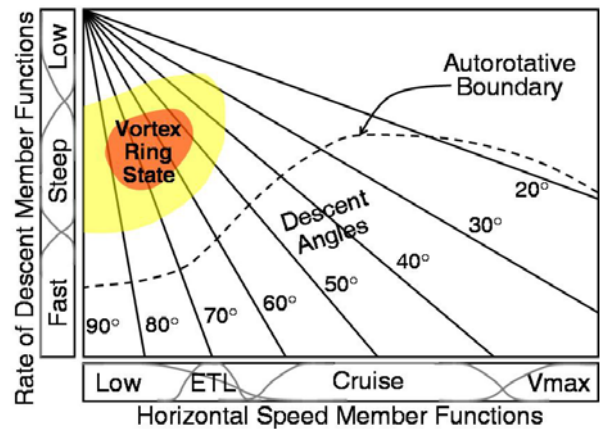 Rate of Descent Member Functions
Low
Steep
Fast
Autorotative
Boundary
Vortex
Ring
State
Descent
Angles
20°
30°
40°
50°
60°
70°
80°
90°
Low
ETL
Cruise
Vmax
Horizontal Speed Member Functions